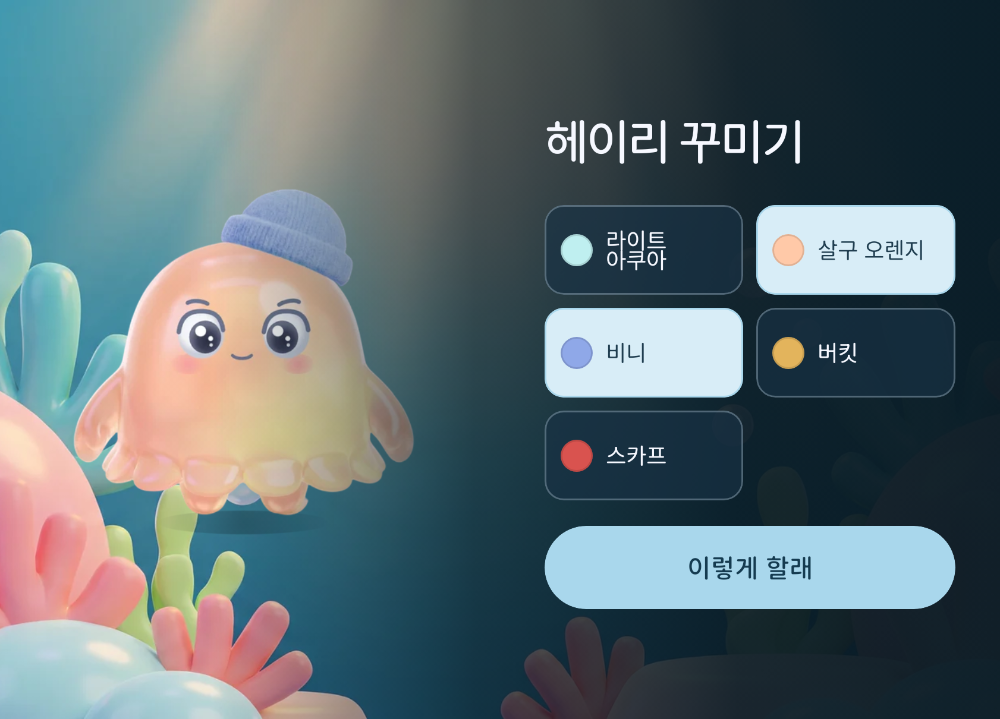 헤이리 꾸미기
라이트
아쿠아
살구 오렌지
비니
버킷
스카프
이렇게 할래